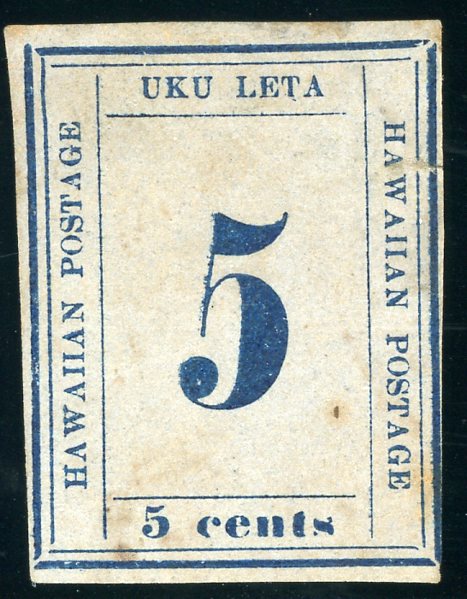 UKU LETA
HAWAIIAN POSTAGE
5
HAWAIIAN POSTAGE
5 cents